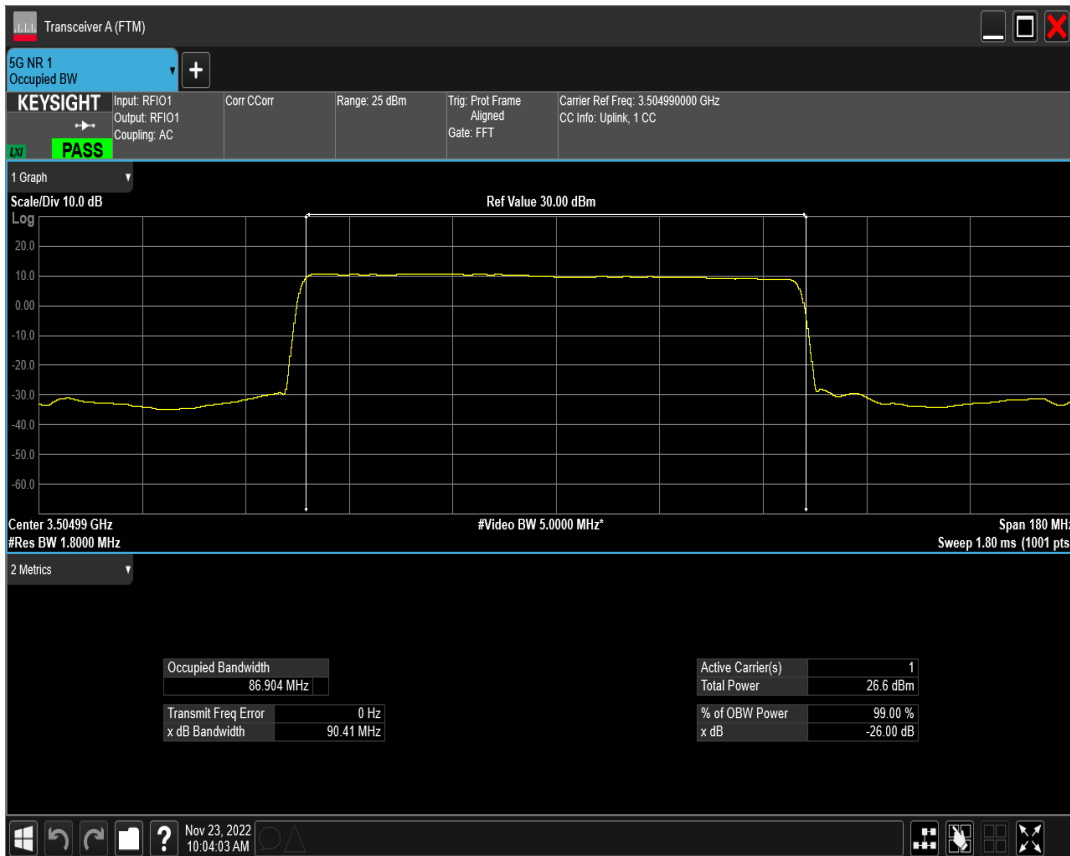 Transceiver A (FTM)
5G NR 1
Occupied BW
+
KEYSIGHT
LXI
PASS
Input: RFIO1
Output: RFIO1
Coupling: AC
Corr CCorr
Range: 25 dBm
Trig: Prot Frame
Aligned
Gate: FFT
Carrier Ref Freq: 3.504990000 GHz
CC Info: Uplink, 1 CC
1 Graph
Scale/Div 10.0 dB
Ref Value 30.00 dBm
Log
20.0
10.0
0.00
-10.0
-20.0
-30.0
-40.0
-50.0
-60.0
Center 3.50499 GHz
#Video BW 5.0000 MHz*
Span 180 MHz
#Res BW 1.8000 MHz
Sweep 1.80 ms (1001 pts
2 Metrics
Occupied Bandwidth
86.904 MHz
Transmit Freq Error 0 Hz
x dB Bandwidth 90.41 MHz
Active Carrier(s) 1
Total Power 26.6 dBm
% of OBW Power 99.00 %
x dB -26.00 dB
?
Nov 23, 2022
10:04:03 AM